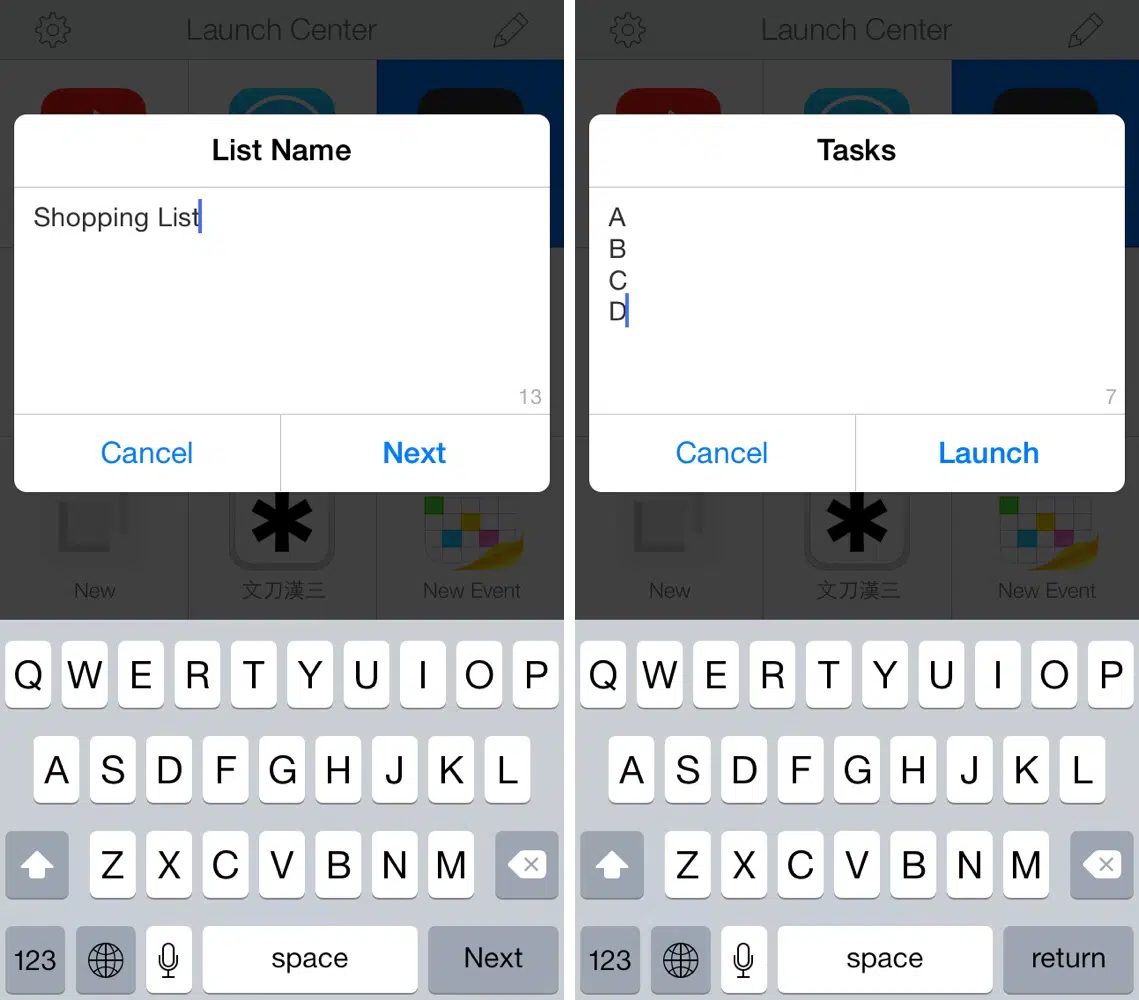 Launch Center
List Name
Shopping List
13
Cancel Next
New 文刀漢三 New Event
Q W E R T Y U I O P
A S D F G H J K L
Z X C V B N M
123 space Next
Launch Center
Tasks
A
B
C
D
7
Cancel Launch
New 文刀漢三 New Event
Q W E R T Y U I O P
A S D F G H J K L
Z X C V B N M
123 space return